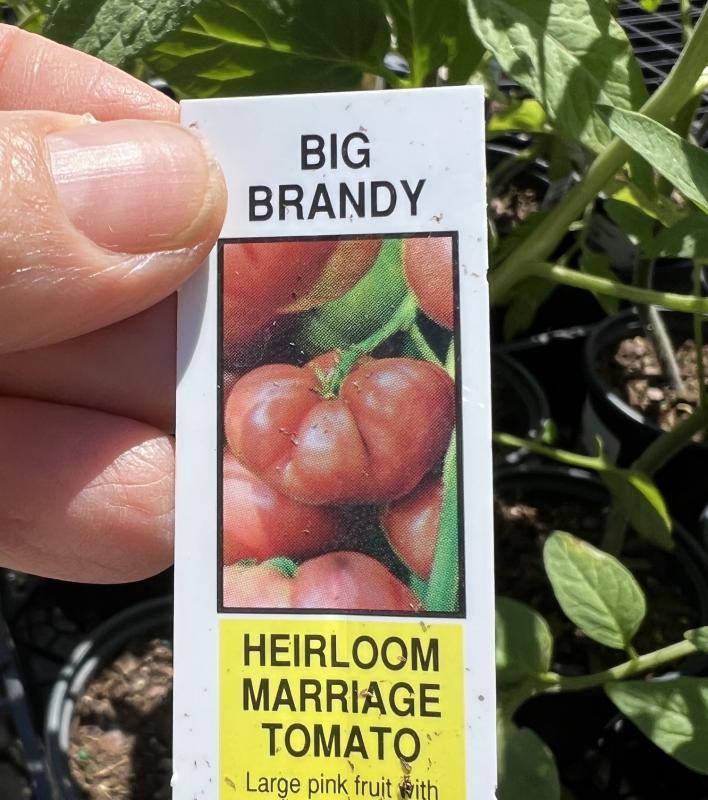 BIG
BRANDY
HEIRLOOM
MARRIAGE
TOMATO
Large pink fruit with